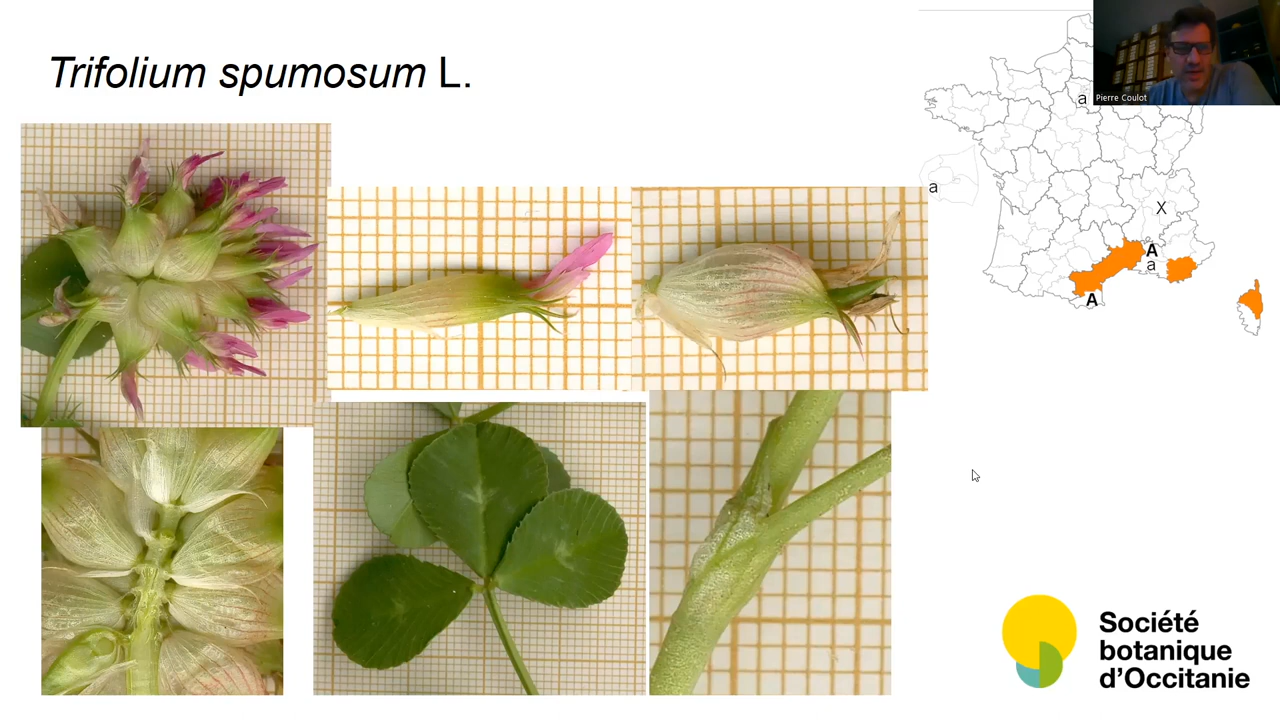 Trifolium spumosum L.
Pierre Coulot
a
a
X
A
a
A
Société
botanique
d'Occitanie